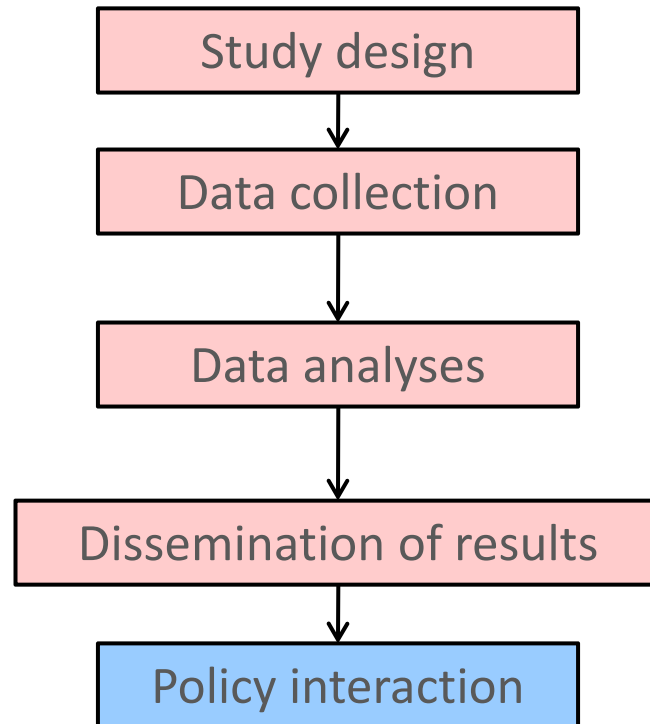 Study design
Data collection
Data analyses
Dissemination of results
Policy interaction